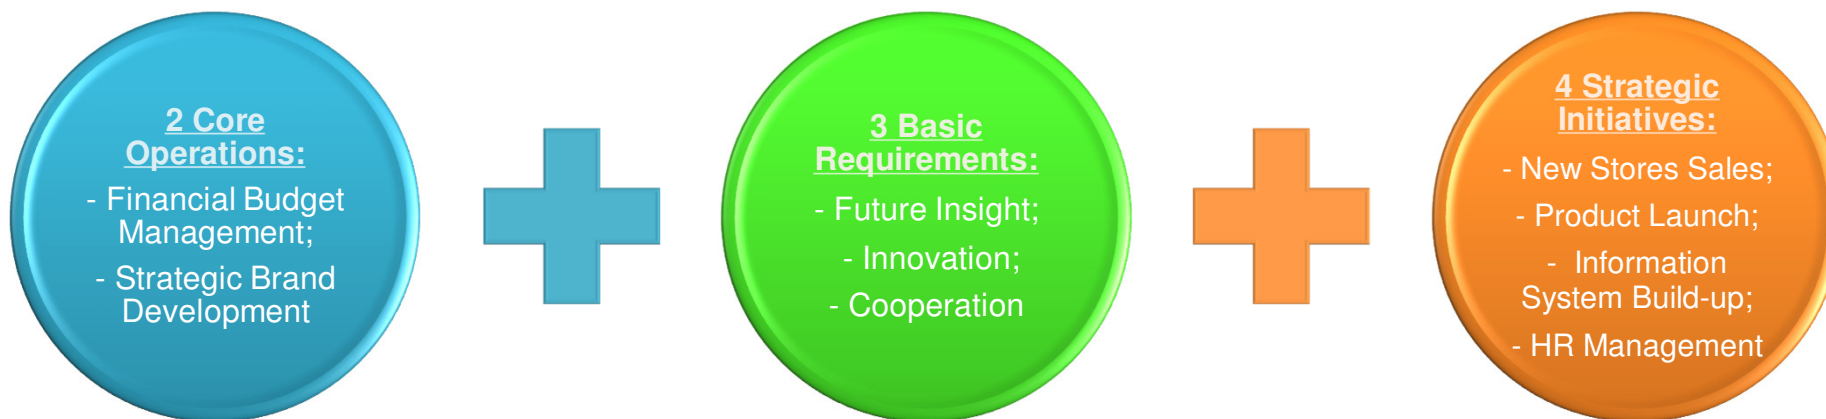 2 Core
Operations:
- Financial Budget
Management;
- Strategic Brand
Development
3 Basic
Requirements:
- Future Insight;
- Innovation;
- Cooperation
4 Strategic
Initiatives:
- New Stores Sales;
- Product Launch;
- Information
System Build-up;
- HR Management